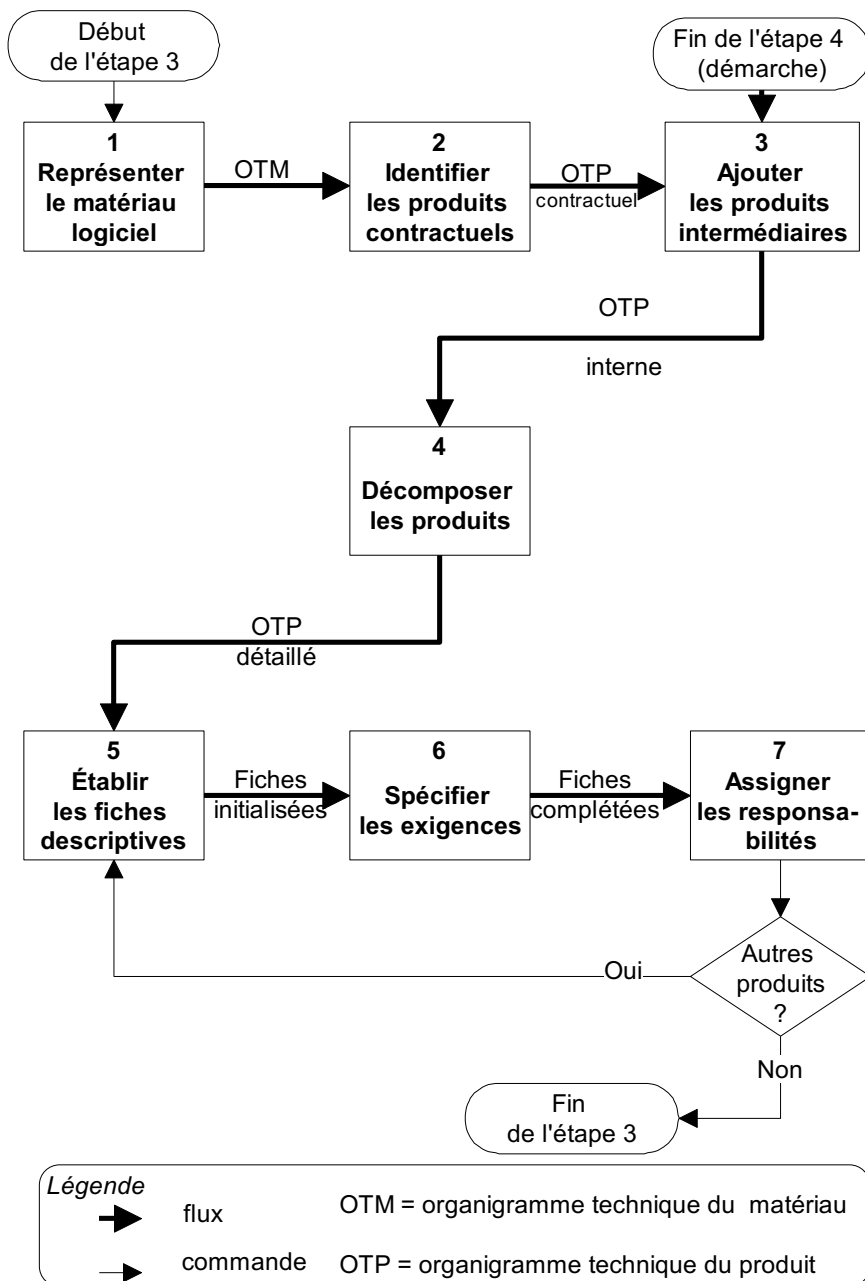 Début
de l'étape 3
Fin de l'étape 4
(démarche)
1
Représenter
le matériau
logiciel
OTM
2
Identifier
les produits
contractuels
OTP
contractuel
3
Ajouter
les produits
intermédiaires
OTP
interne
4
Décomposer
les produits
OTP
détaillé
5
Établir
les fiches
descriptives
Fiches
initialisées
6
Spécifier
les exigences
Fiches
complétées
7
Assigner
les responsa-
bilités
Autres
produits
?
Oui
Non
Fin
de l'étape 3
Légende
flux
OTM = organigramme technique du matériau
commande
OTP = organigramme technique du produit